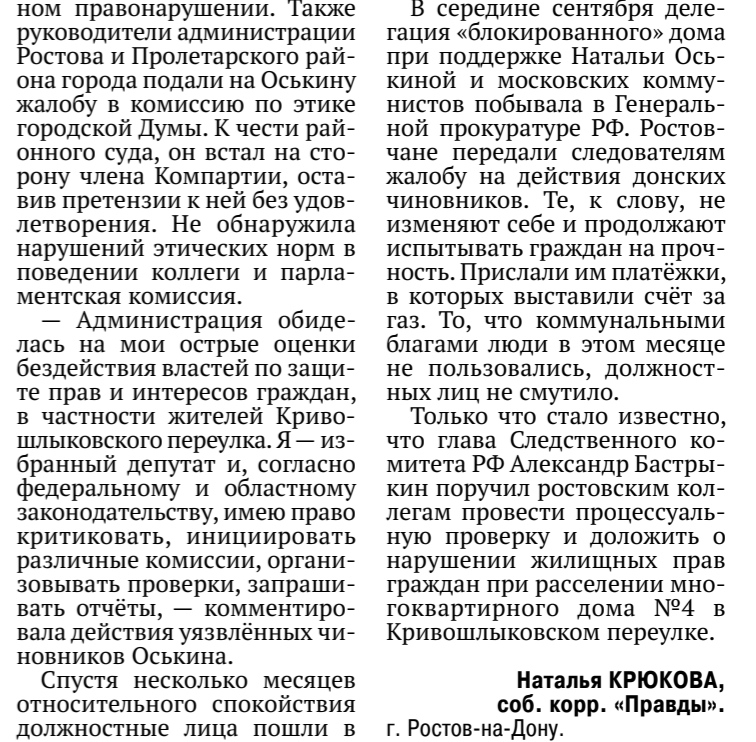 ном правонарушении. Также
руководители администрации
Ростова и Пролетарского рай-
она города подали на Оськину
жалобу в комиссию по этике
городской Думы. К чести рай-
онного суда, он встал на сто-
рону члена Компартии, оста-
вив претензии к ней без удов-
летворения. Не обнаружила
нарушений этических норм в
поведении коллеги и парла-
ментская комиссия.
— Администрация обиде-
лась на мои острые оценки
бездействия властей по защи-
те прав и интересов граждан,
в частности жителей Криво-
шлыковского переулка. Я — из-
бранный депутат и, согласно
федеральному и областному
законодательству, имею право
критиковать, инициировать
различные комиссии, органи-
зовывать проверки, запраши-
вать отчёты, — комментиро-
вала действия уязвлённых чи-
новников Оськина.
Спустя несколько месяцев
относительного спокойствия
должностные лица пошли в
В середине сентября деле-
гация «блокированного» дома
при поддержке Натальи Ось-
киной и московских комму-
нистов побывала в Генераль-
ной прокуратуре РФ. Ростов-
чане передали следователям
жалобу на действия донских
чиновников. Те, к слову, не
изменяют себе и продолжают
испытывать граждан на проч-
ность. Прислали им платёжки,
в которых выставили счёт за
газ. То, что коммунальными
благами люди в этом месяце
не пользовались, должност-
ных лиц не смутило.
Только что стало известно,
что глава Следственного ко-
митета РФ Александр Бастры-
кин поручил ростовским кол-
легам провести процессуаль-
ную проверку и доложить о
нарушении жилищных прав
граждан при расселении мно-
гоквартирного дома №4 в
Кривошлыковском переулке.
Наталья КРЮКОВА,
соб. корр. «Правды».
г. Ростов-на-Дону.